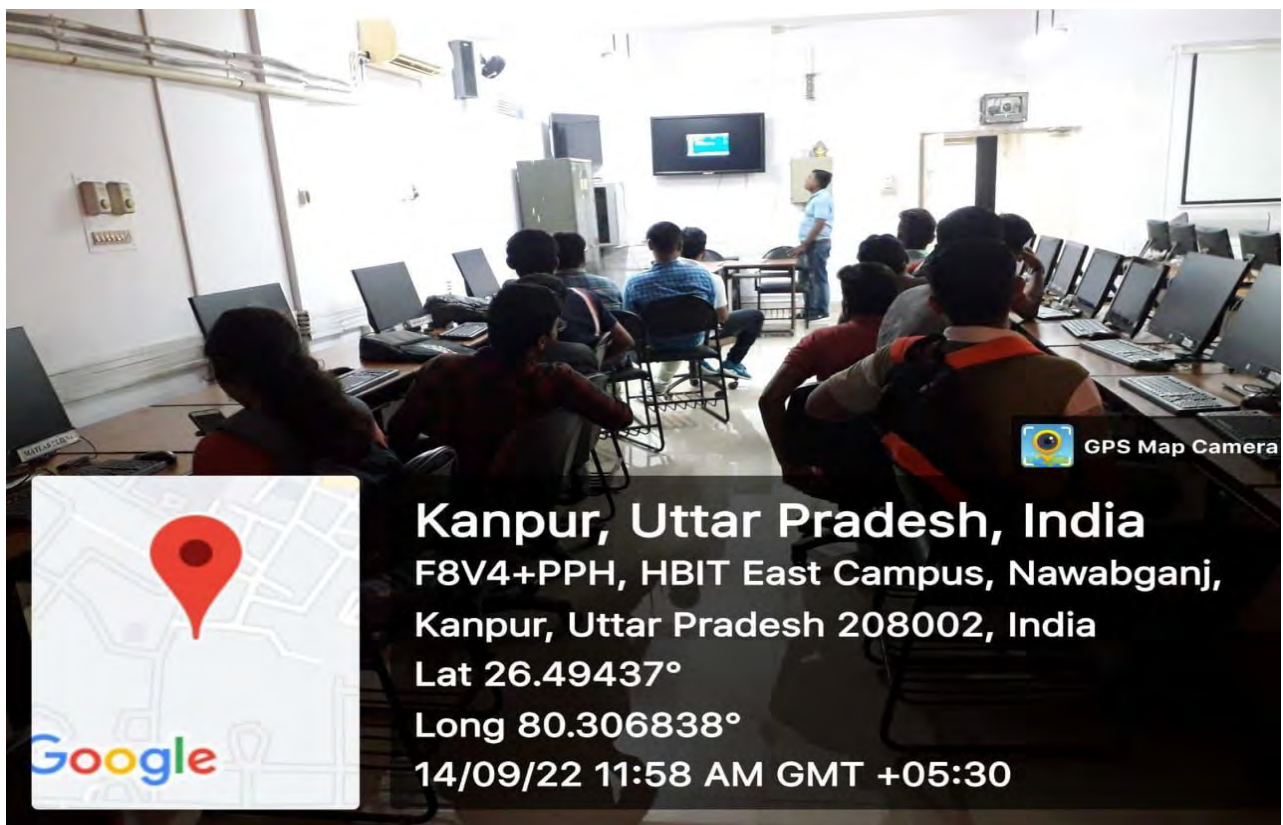 GPS Map Camera
Kanpur, Uttar Pradesh, India
F8V4+PPH, HBIT East Campus, Nawabganj,
Kanpur, Uttar Pradesh 208002, India
Lat 26.49437°
Long 80.306838°
14/09/22 11:58 AM GMT +05:30
Google